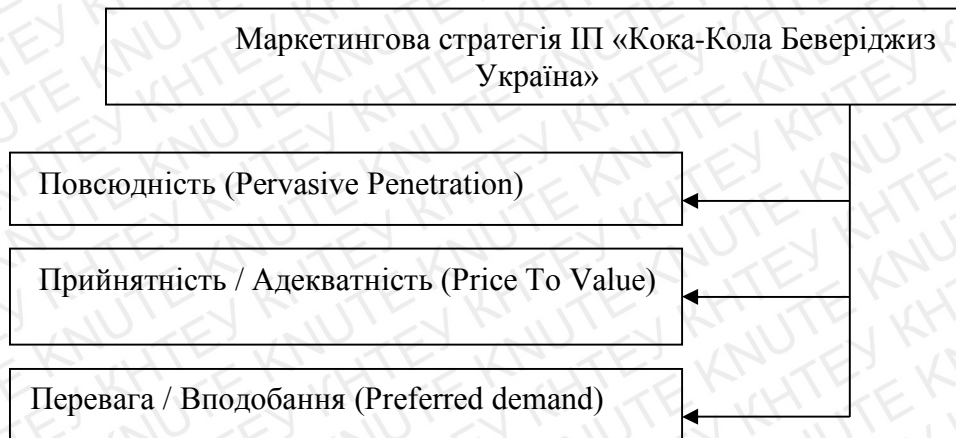 Маркетингова стратегія ІП «Кока-Кола Беверіджиз
Україна»
Повсюдність (Pervasive Penetration)
Прийнятність / Адекватність (Price To Value)
Перевага / Вподобання (Preferred demand)